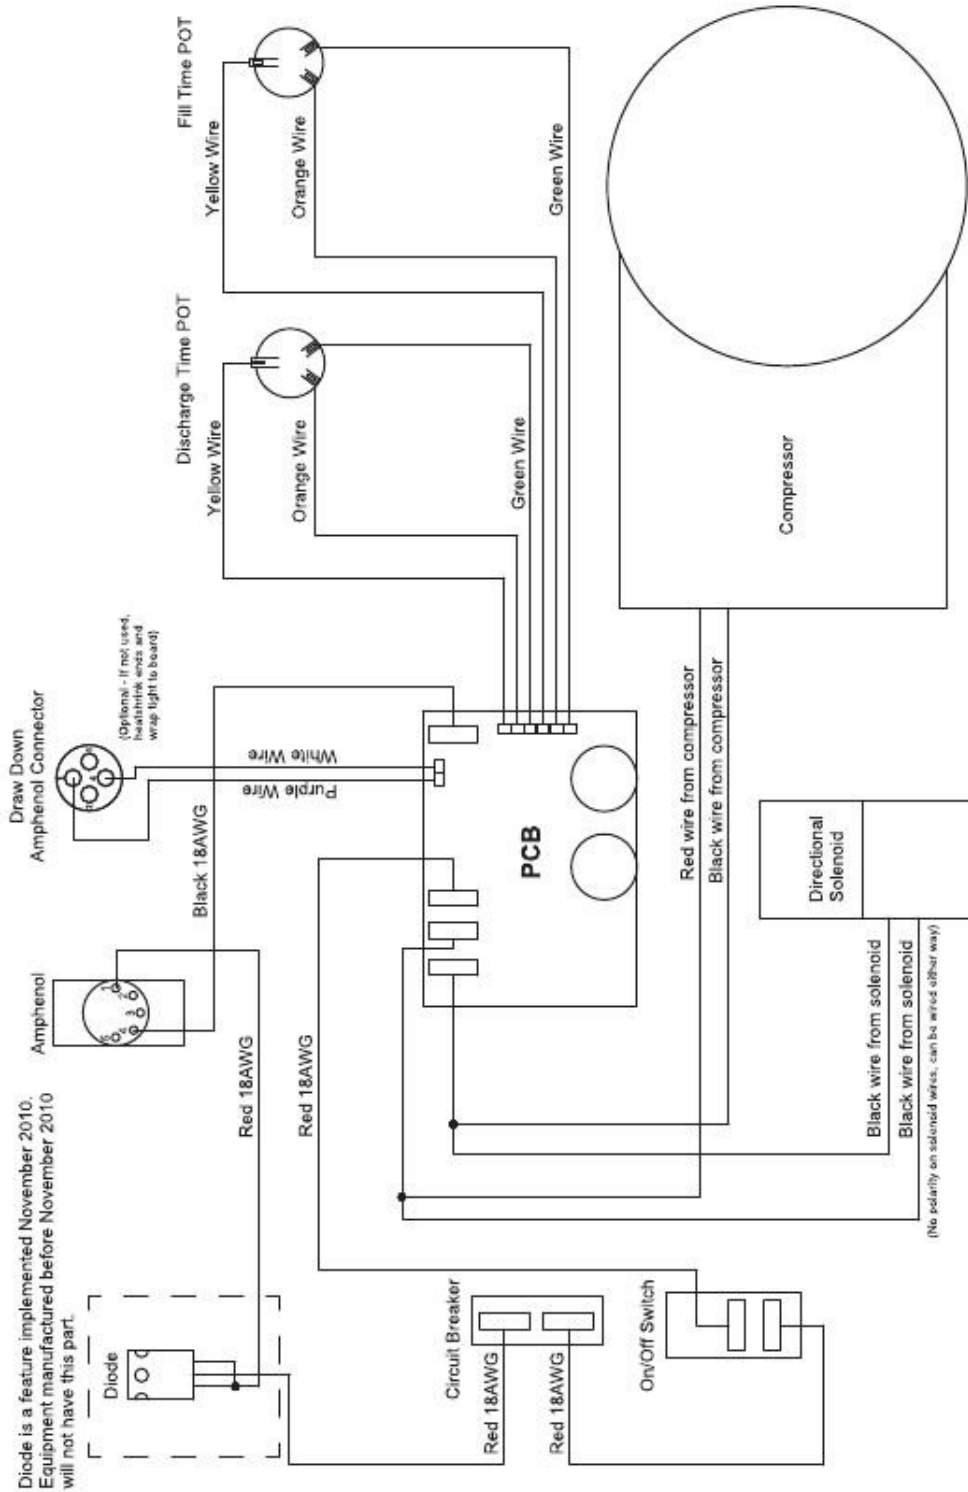 Diode is a feature implemented November 2010.
Equipment manufactured before November 2010
will not have this part.
Diode
Amphenol
1
2
3
4
5
Draw Down
Amphenol Connector
(Optional - If not used,
heatshrink ends and
wrap tight to board)
Discharge Time POT
Fill Time POT
Yellow Wire
Orange Wire
Green Wire
Yellow Wire
Orange Wire
Green Wire
White Wire
Purple Wire
Black 18AWG
Red 18AWG
Red 18AWG
PCB
Circuit Breaker
Red 18AWG
Red 18AWG
On/Off Switch
Red wire from compressor
Black wire from compressor
Compressor
Directional
Solenoid
Black wire from solenoid
Black wire from solenoid
(No polarity on solenoid wires, can be wired either way)